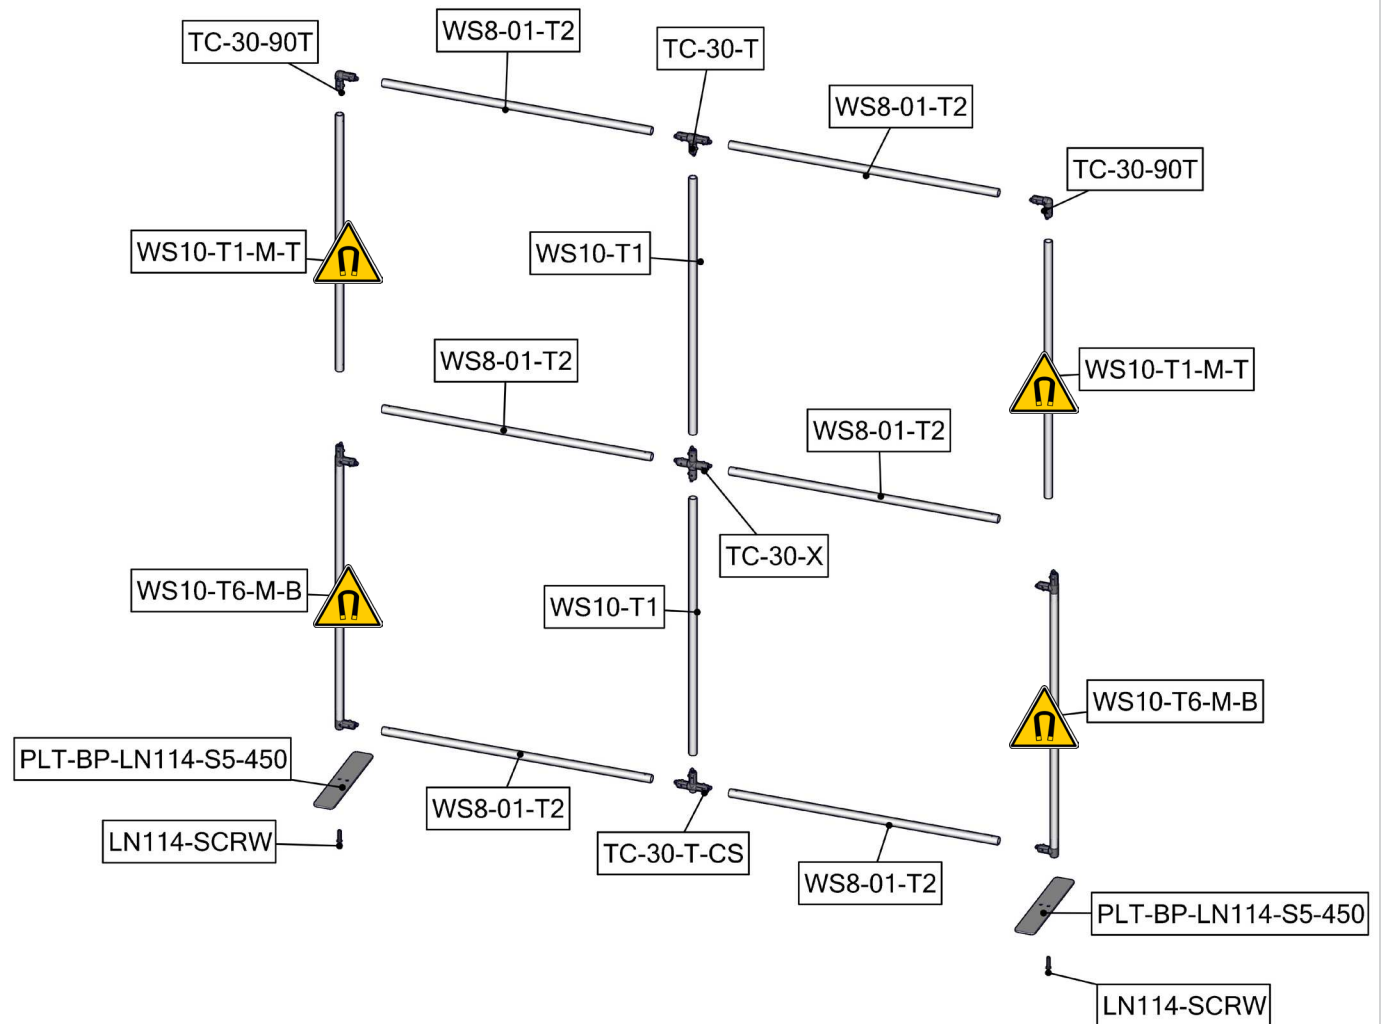 WS8-01-T2
TC-30-90T
TC-30-T
WS8-01-T2
TC-30-90T
WS10-T1-M-T
WS10-T1
WS8-01-T2
WS10-T1-M-T
WS8-01-T2
TC-30-X
WS10-T6-M-B
WS10-T1
WS10-T6-M-B
PLT-BP-LN114-S5-450
WS8-01-T2
LN114-SCRW
TC-30-T-CS
WS8-01-T2
PLT-BP-LN114-S5-450
LN114-SCRW